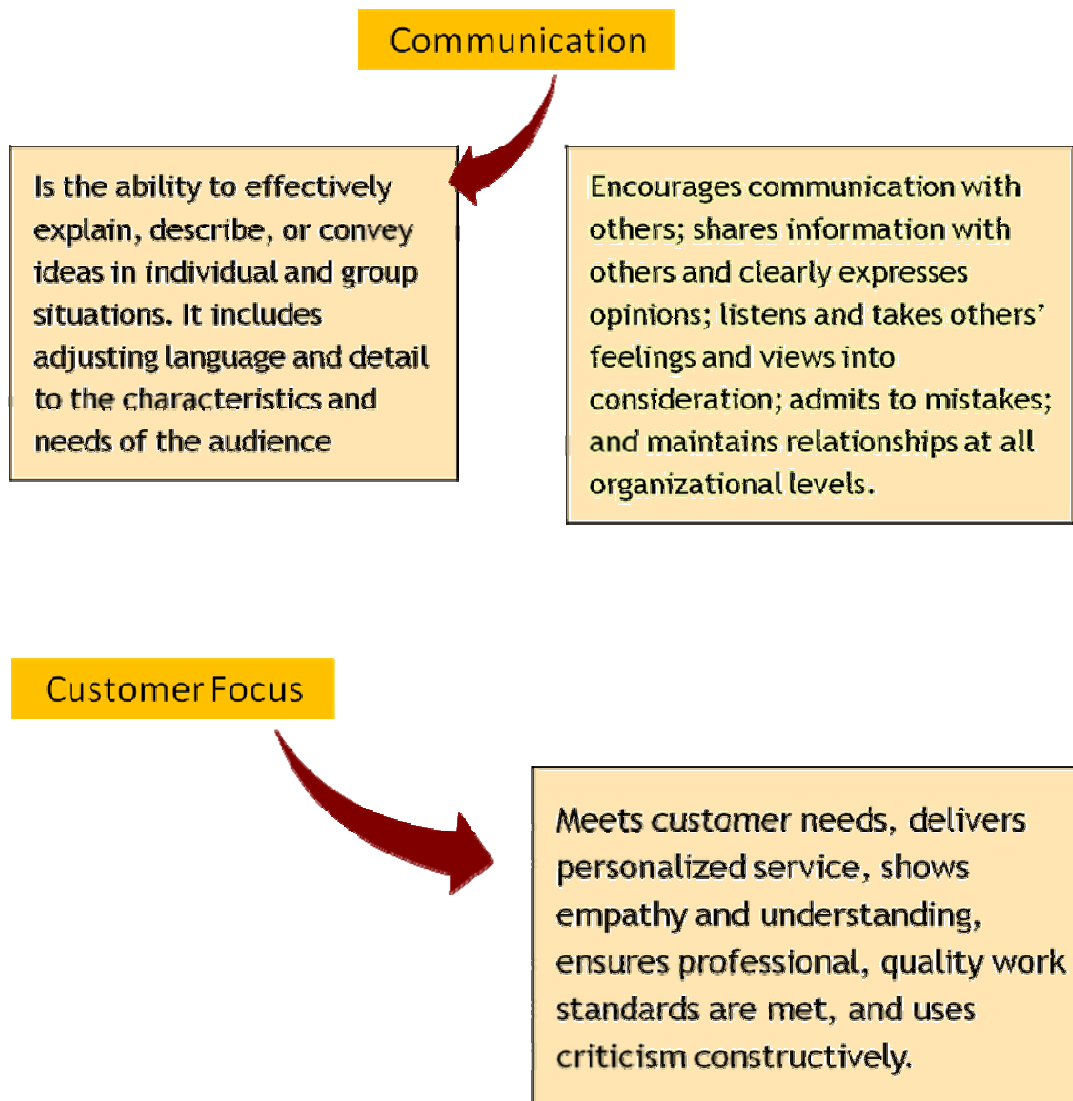 Communication
Is the ability to effectively
explain, describe, or convey
ideas in individual and group
situations. It includes
adjusting language and detail
to the characteristics and
needs of the audience
Encourages communication with
others; shares information with
others and clearly expresses
opinions; listens and takes others’
feelings and views into
consideration; admits to mistakes;
and maintains relationships at all
organizational levels.
Customer Focus
Meets customer needs, delivers
personalized service, shows
empathy and understanding,
ensures professional, quality work
standards are met, and uses
criticism constructively.